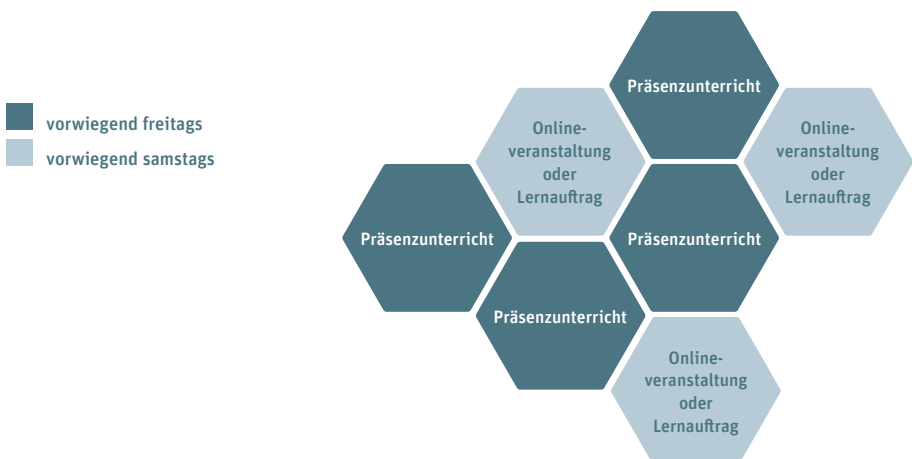 vorwiegend freitags
vorwiegend samstags
Präsenzunterricht
Online-
veranstaltung
oder
Lernauftrag
Online-
veranstaltung
oder
Lernauftrag
Präsenzunterricht
Präsenzunterricht
Präsenzunterricht
Online-
veranstaltung
oder
Lernauftrag